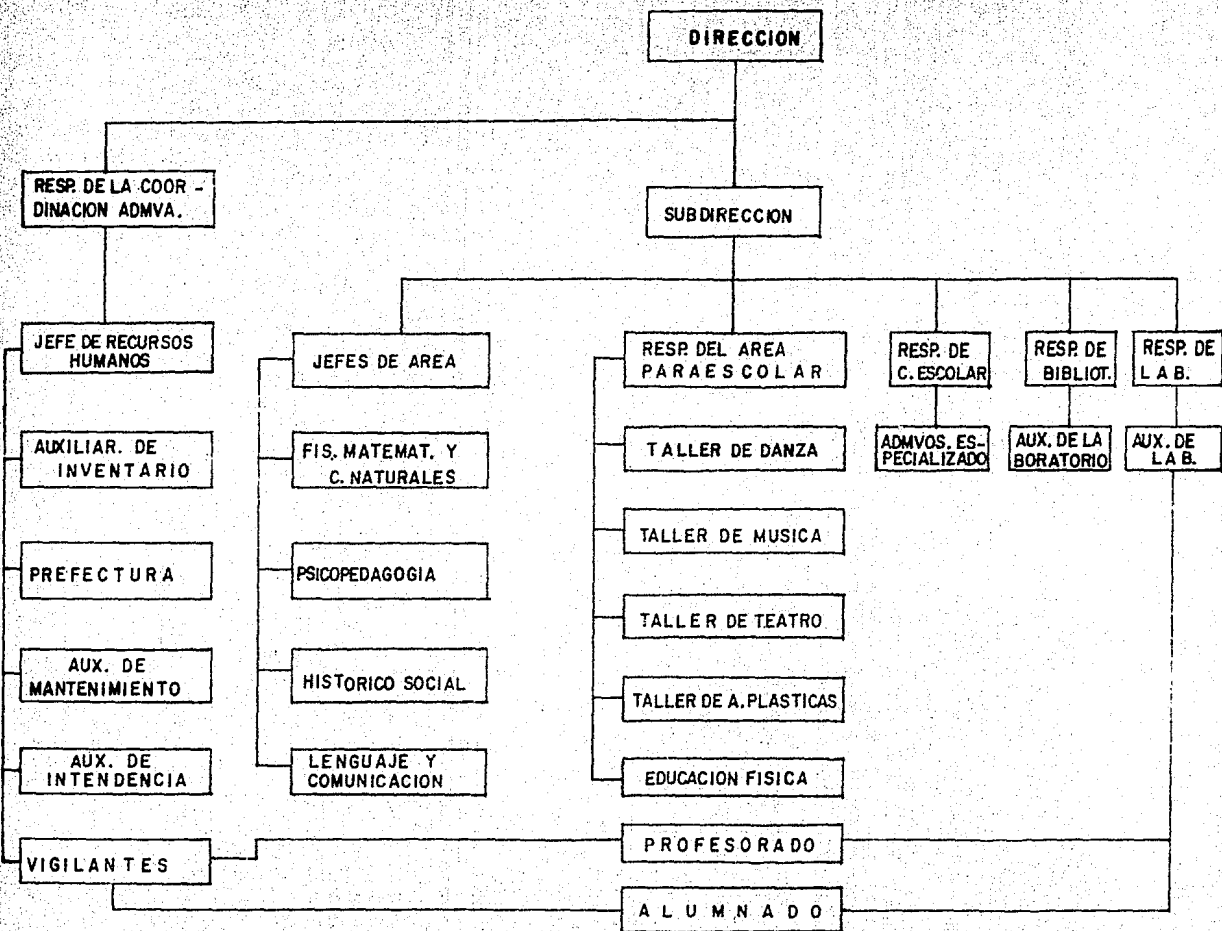 DIRECCION
RESP. DE LA COOR -
DINACION ADMVA.
SUBDIRECCION
JEFE DE RECURSOS
HUMANOS
JEFES DE AREA
RESP. DEL AREA
PARAESCOLAR
RESP. DE
C. ESCOLAR
RESP. DE
BIBLIOT.
RESP. DE
LAB.
AUXILIAR. DE
INVENTARIO
FIS. MATEMAT. Y
C. NATURALES
TALLER DE DANZA
ADMVOS. ES-
PECIALIZADO
AUX. DE LA
BORATORIO
AUX. DE
LAB.
TALLER DE MUSICA
PREFECTURA
PSICOPEDAGOGIA
TALLER DE TEATRO
AUX. DE
MANTENIMIENTO
HISTORICO SOCIAL
TALLER DE A. PLASTICAS
AUX. DE
INTENDENCIA
LENGUAJE Y
COMUNICACION
EDUCACION FISICA
VIGILANTES
PROFESORADO
ALUMNADO